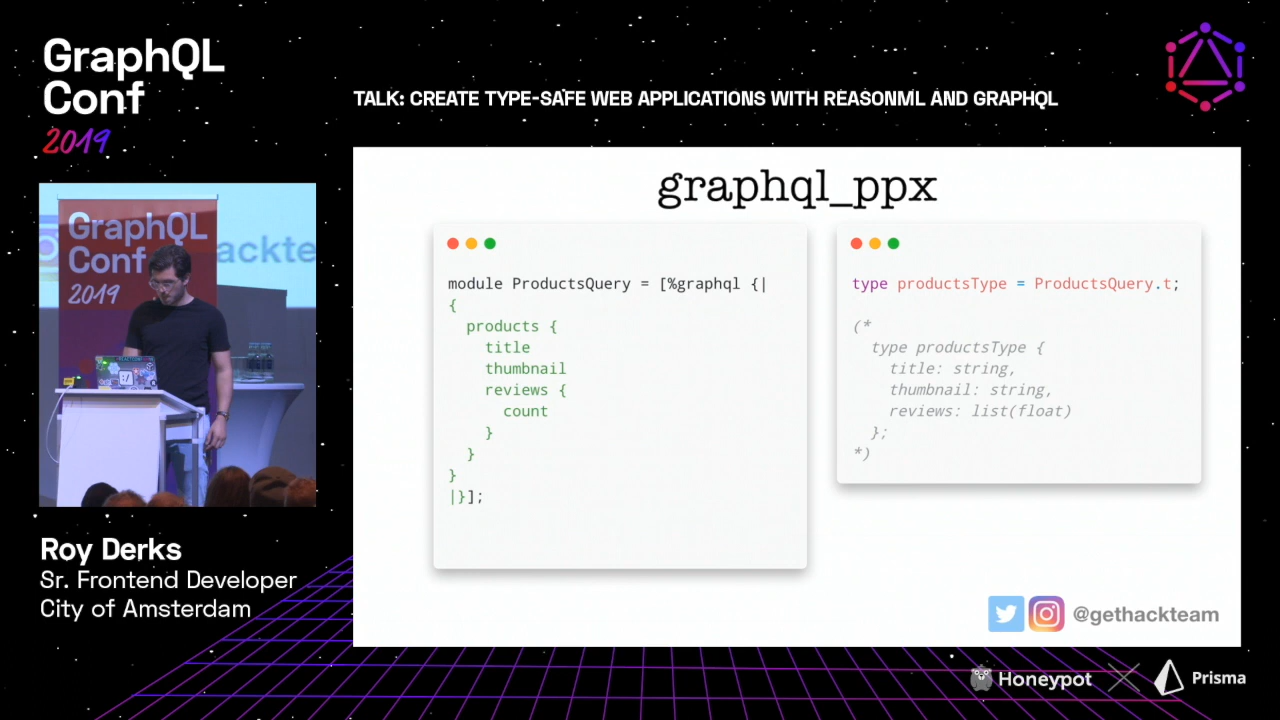 GraphQL
Conf
2019
TALK: CREATE TYPE-SAFE WEB APPLICATIONS WITH REASONML AND GRAPHQL
GraphQL
Conf
2019
hackte
Roy Derks
Sr. Frontend Developer
City of Amsterdam
graphql_ppx
module ProductsQuery = [%graphql {|
{
  products {
    title
    thumbnail
    reviews {
      count
    }
  }
}
|}];
type productsType = ProductsQuery.t;
(*
  type productsType {
    title: string,
    thumbnail: string,
    reviews: list(float)
  };
*)
@gethackteam
Honeypot
Prisma